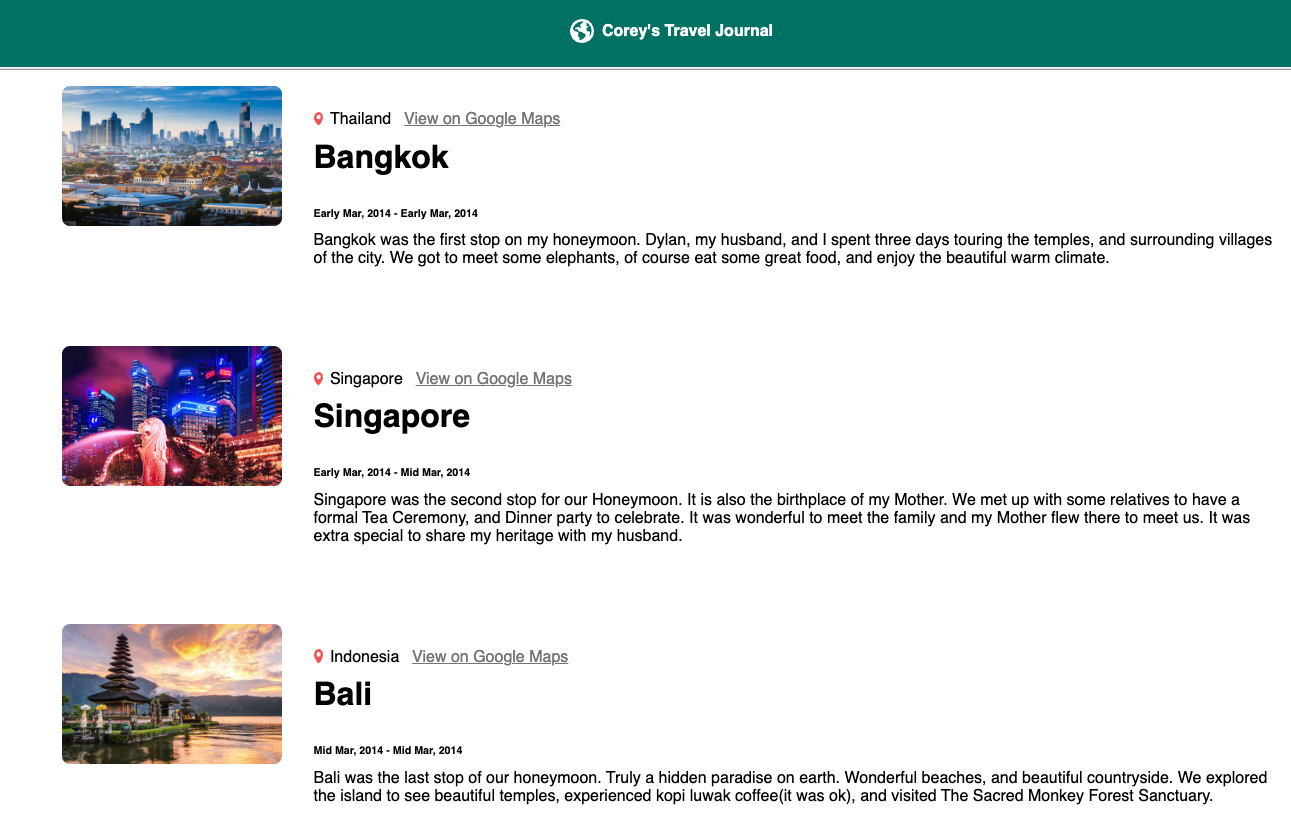 Corey's Travel Journal
Thailand View on Google Maps
Bangkok
Early Mar, 2014 - Early Mar, 2014
Bangkok was the first stop on my honeymoon. Dylan, my husband, and I spent three days touring the temples, and surrounding villages
of the city. We got to meet some elephants, of course eat some great food, and enjoy the beautiful warm climate.
Singapore View on Google Maps
Singapore
Early Mar, 2014 - Mid Mar, 2014
Singapore was the second stop for our Honeymoon. It is also the birthplace of my Mother. We met up with some relatives to have a
formal Tea Ceremony, and Dinner party to celebrate. It was wonderful to meet the family and my Mother flew there to meet us. It was
extra special to share my heritage with my husband.
Indonesia View on Google Maps
Bali
Mid Mar, 2014 - Mid Mar, 2014
Bali was the last stop of our honeymoon. Truly a hidden paradise on earth. Wonderful beaches, and beautiful countryside. We explored
the island to see beautiful temples, experienced kopi luwak coffee(it was ok), and visited The Sacred Monkey Forest Sanctuary.